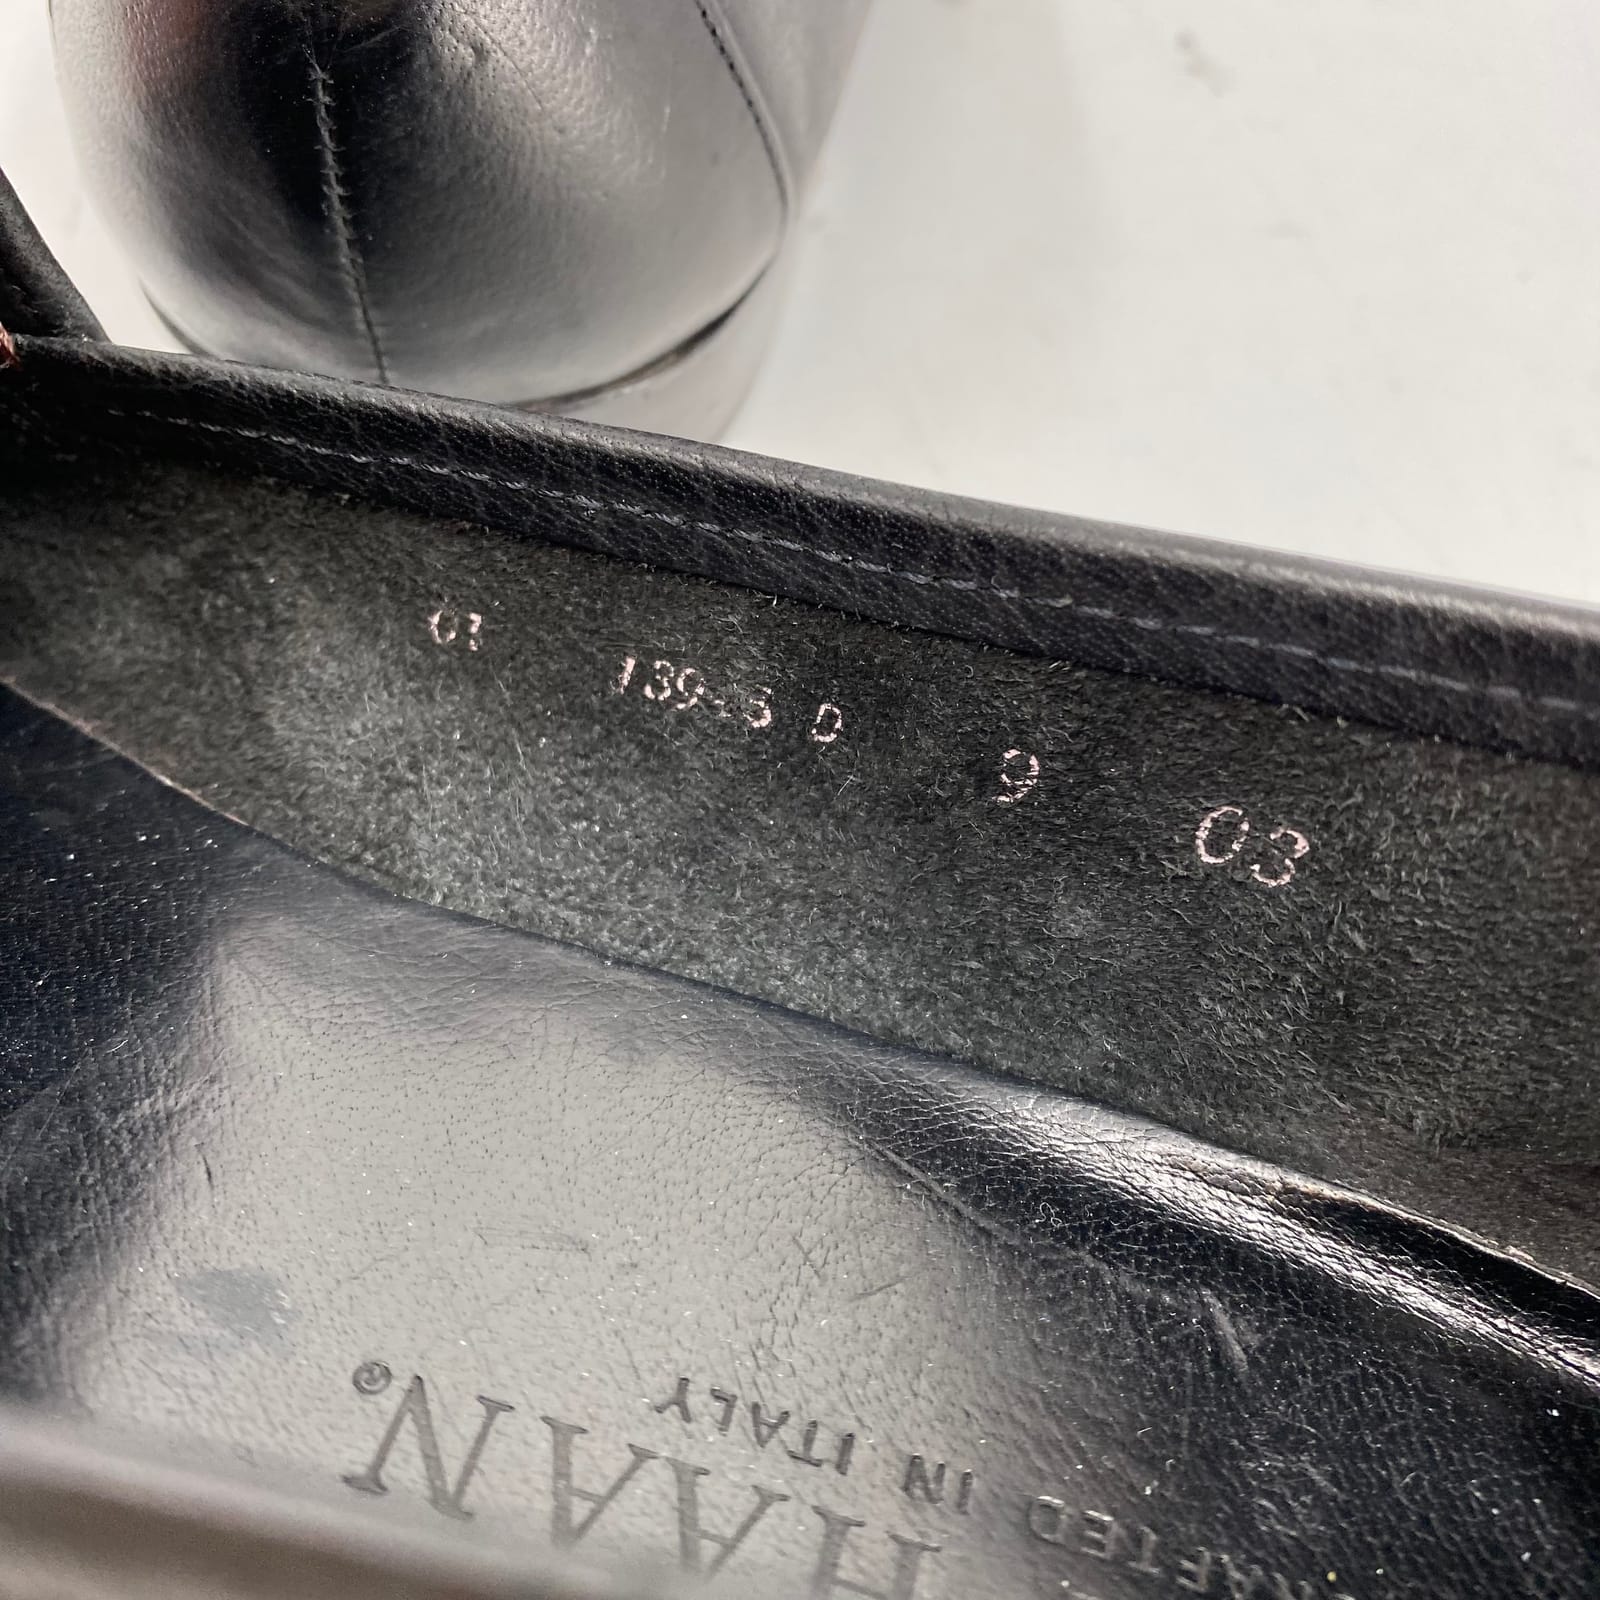 01 139-5 D 9 03
HAAN®
CRAFTED IN ITALY